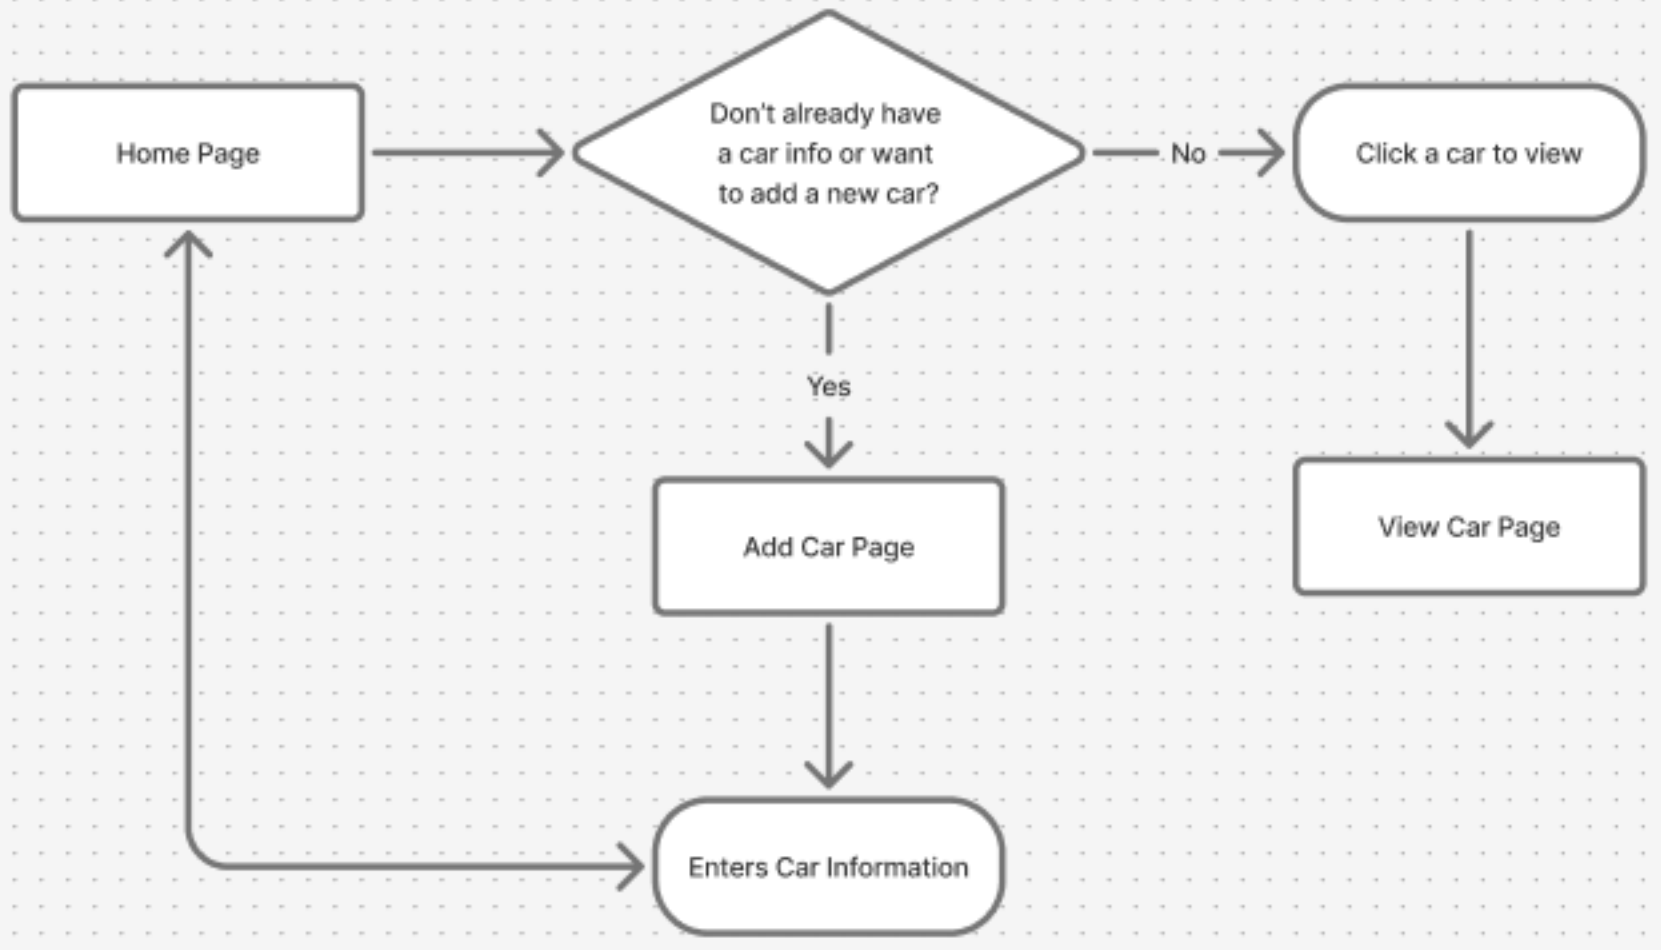 Home Page
Don't already have
a car info or want
to add a new car?
No
Click a car to view
Yes
Add Car Page
View Car Page
Enters Car Information